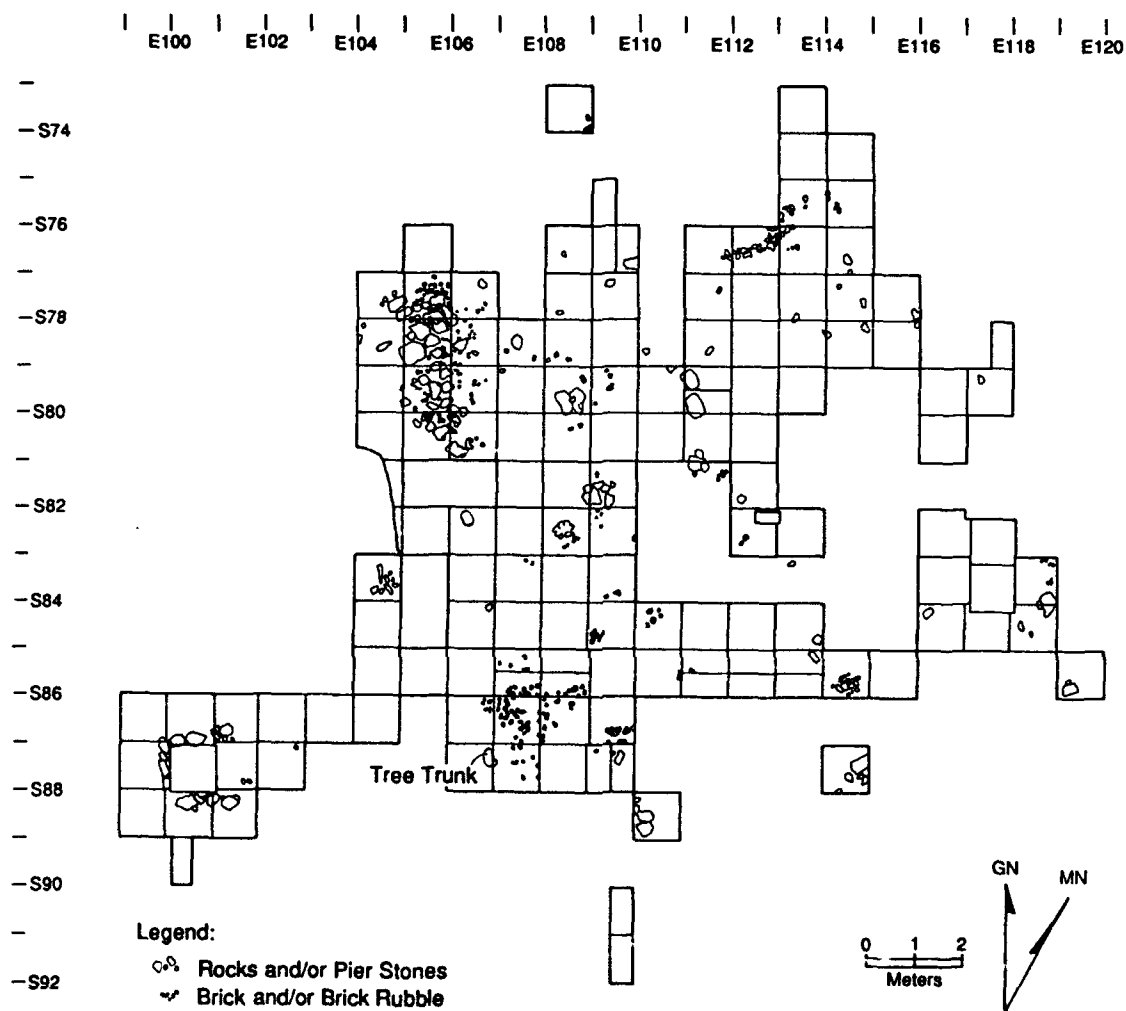 E100 E102 E104 E106 E108 E110 E112 E114 E116 E118 E120
S74
S76
S78
S80
S82
S84
S86
Tree Trunk
S88
S90
GN MN
Legend:
Rocks and/or Pier Stones
0 1 2
Meters
S92
Brick and/or Brick Rubble